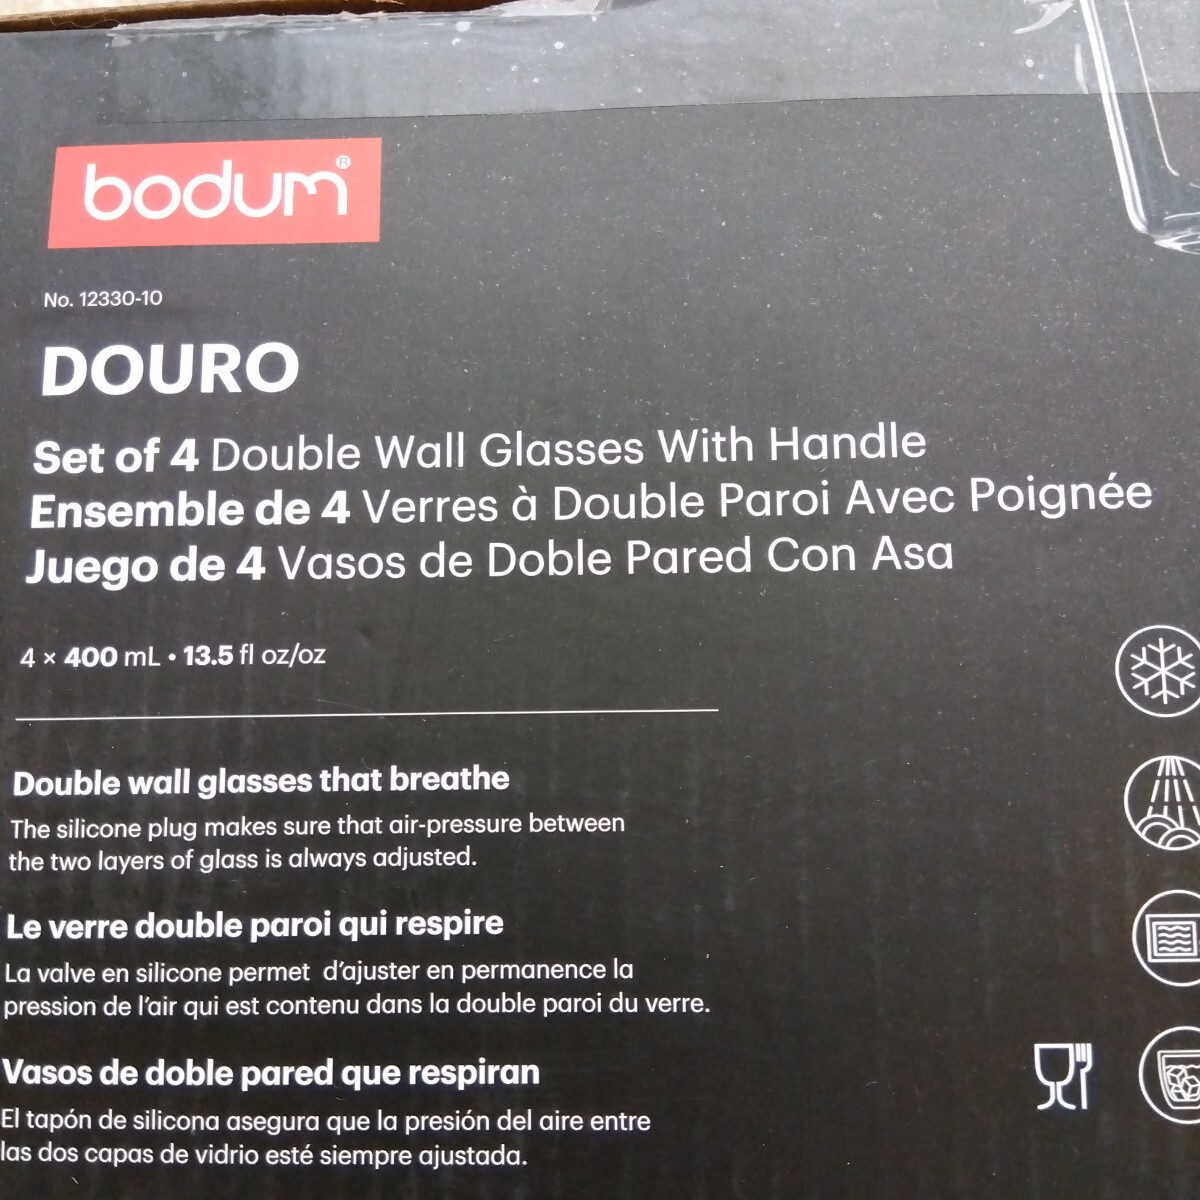 bodum®
No. 12330-10
DOURO
Set of 4 Double Wall Glasses With Handle
Ensemble de 4 Verres à Double Paroi Avec Poignée
Juego de 4 Vasos de Doble Pared Con Asa
4 × 400 mL • 13.5 fl oz/oz
Double wall glasses that breathe
The silicone plug makes sure that air-pressure between
the two layers of glass is always adjusted.
Le verre double paroi qui respire
La valve en silicone permet d'ajuster en permanence la
pression de l'air qui est contenu dans la double paroi du verre.
Vasos de doble pared que respiran
El tapón de silicona asegura que la presión del aire entre
las dos capas de vidrio esté siempre ajustada.